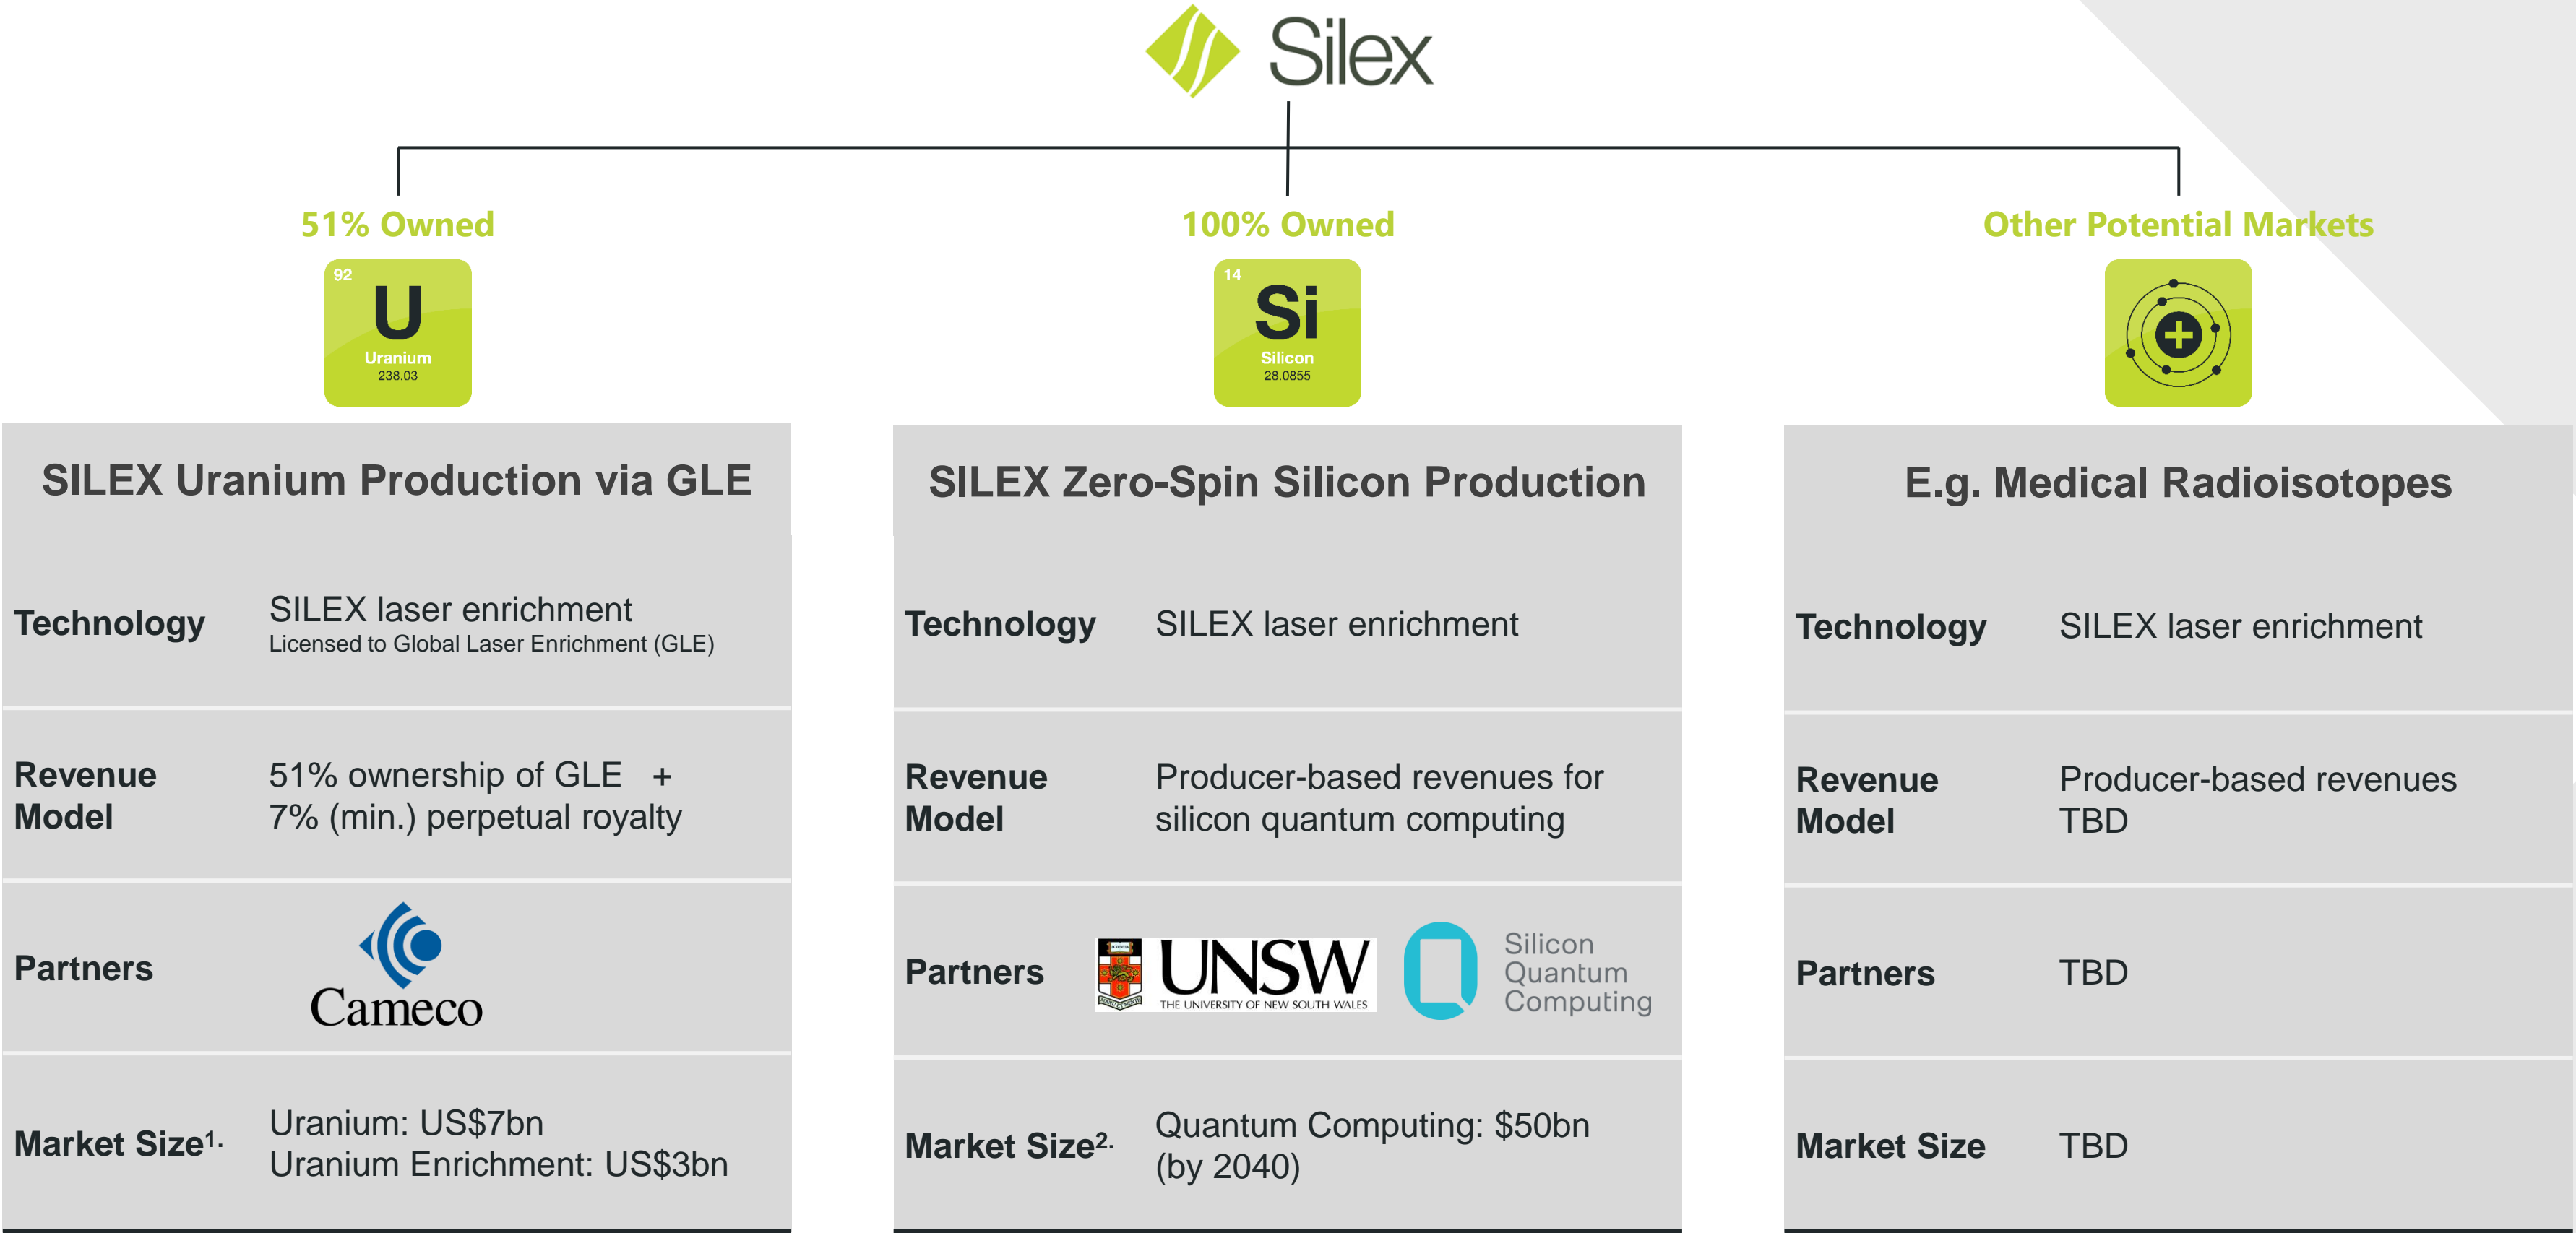 Silex
51% Owned
92
U
Uranium
238.03
SILEX Uranium Production via GLE
Technology
SILEX laser enrichment
Licensed to Global Laser Enrichment (GLE)
Revenue
Model
51% ownership of GLE +
7% (min.) perpetual royalty
Partners
Cameco
Market Size1.
Uranium: US$7bn
Uranium Enrichment: US$3bn
100% Owned
14
Si
Silicon
28.0855
SILEX Zero-Spin Silicon Production
Technology
SILEX laser enrichment
Revenue
Model
Producer-based revenues for
silicon quantum computing
Partners
UNSW
THE UNIVERSITY OF NEW SOUTH WALES
Silicon
Quantum
Computing
Market Size2.
Quantum Computing: $50bn
(by 2040)
Other Potential Markets
E.g. Medical Radioisotopes
Technology
SILEX laser enrichment
Revenue
Model
Producer-based revenues
TBD
Partners
TBD
Market Size
TBD